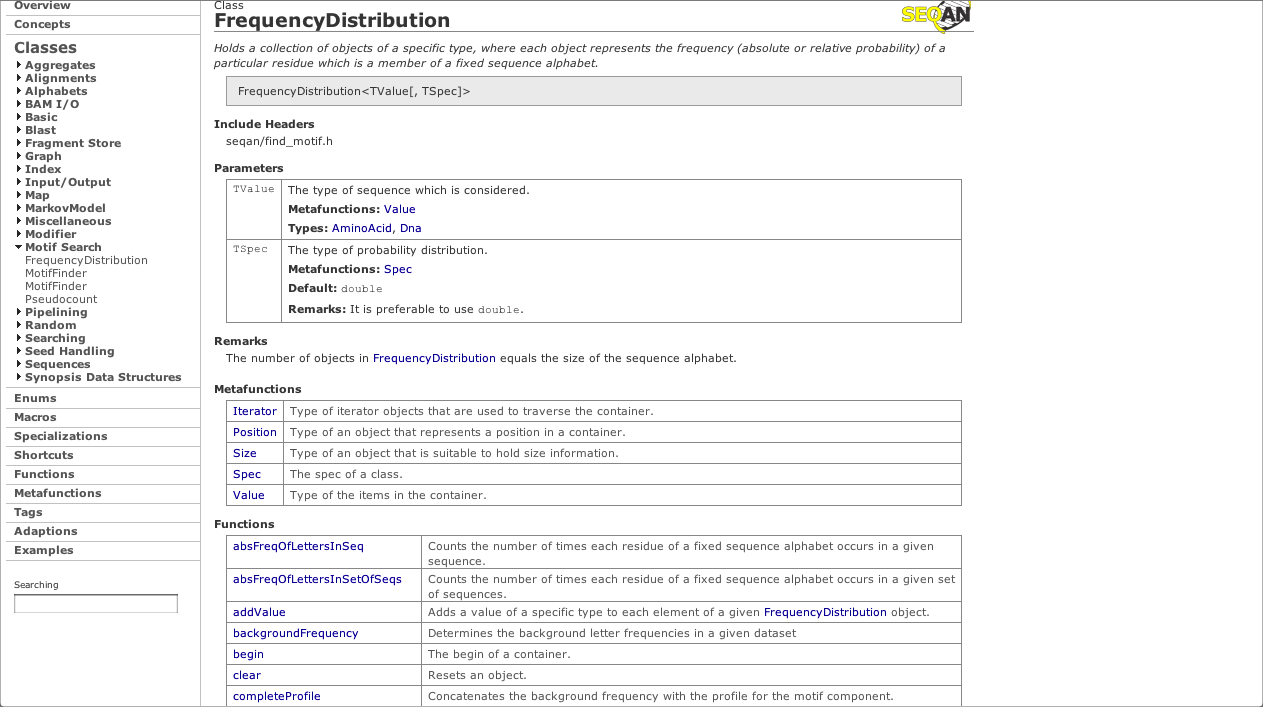 Overview
Concepts
Classes
Aggregates
Alignments
Alphabets
BAM I/O
Basic
Blast
Fragment Store
Graph
Index
Input/Output
Map
MarkovModel
Miscellaneous
Modifier
Motif Search
FrequencyDistribution
MotifFinder
MotifFinder
Pseudocount
Pipelining
Random
Searching
Seed Handling
Sequences
Synopsis Data Structures
Enums
Macros
Specializations
Shortcuts
Functions
Metafunctions
Tags
Adaptions
Examples
Searching
Class
FrequencyDistribution
SEQAN
Holds a collection of objects of a specific type, where each object represents the frequency (absolute or relative probability) of a
particular residue which is a member of a fixed sequence alphabet.
FrequencyDistribution<TValue[, TSpec]>
Include Headers
seqan/find_motif.h
Parameters
TValue The type of sequence which is considered.
Metafunctions: Value
Types: AminoAcid, Dna
TSpec The type of probability distribution.
Metafunctions: Spec
Default: double
Remarks: It is preferable to use double.
Remarks
The number of objects in FrequencyDistribution equals the size of the sequence alphabet.
Metafunctions
Iterator Type of iterator objects that are used to traverse the container.
Position Type of an object that represents a position in a container.
Size Type of an object that is suitable to hold size information.
Spec The spec of a class.
Value Type of the items in the container.
Functions
absFreqOfLettersInSeq Counts the number of times each residue of a fixed sequence alphabet occurs in a given
sequence.
absFreqOfLettersInSetOfSeqs Counts the number of times each residue of a fixed sequence alphabet occurs in a given set
of sequences.
addValue Adds a value of a specific type to each element of a given FrequencyDistribution object.
backgroundFrequency Determines the background letter frequencies in a given dataset
begin The begin of a container.
clear Resets an object.
completeProfile Concatenates the background frequency with the profile for the motif component.